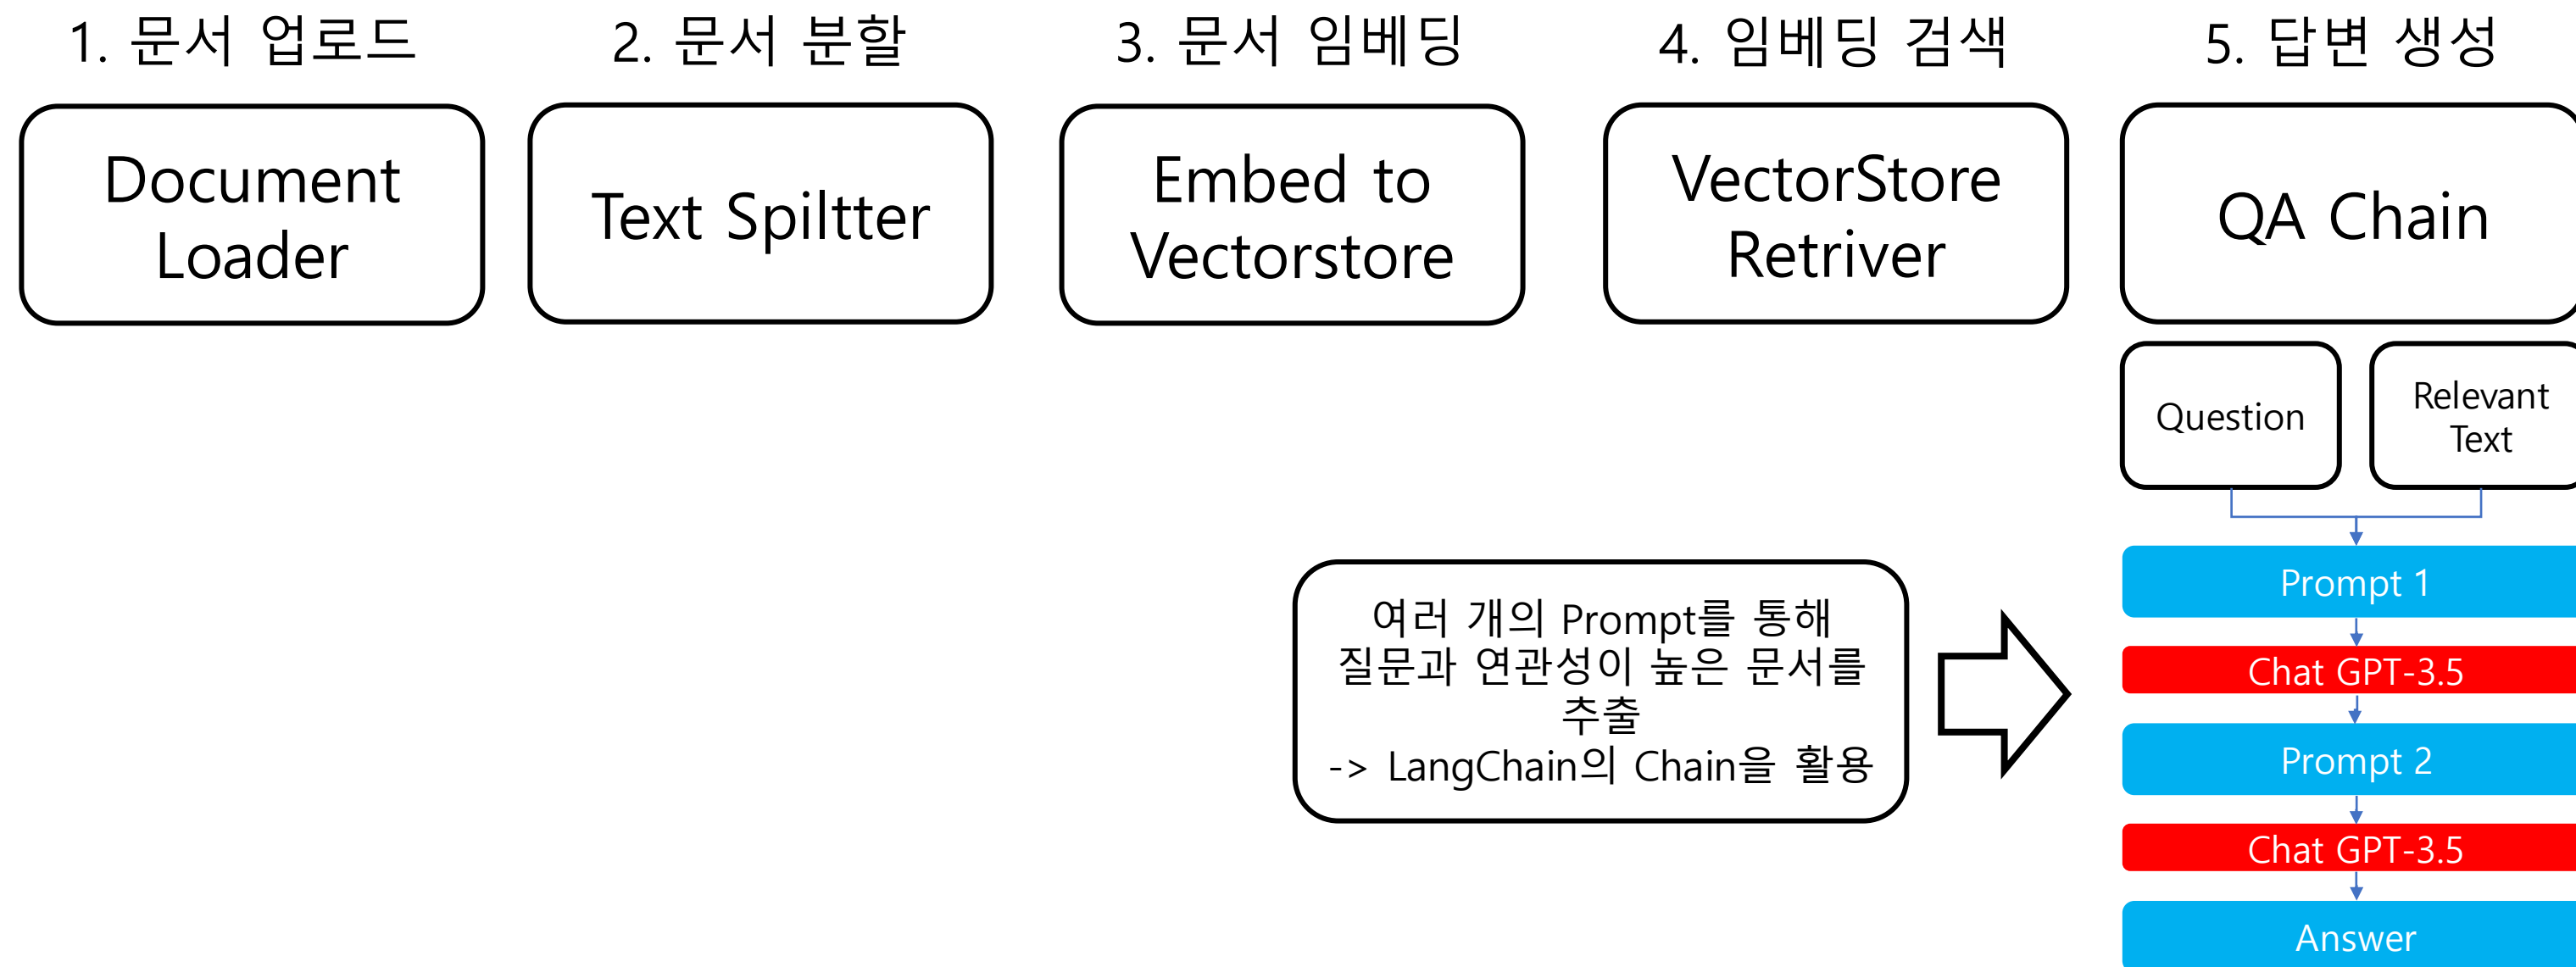 1. 문서 업로드
2. 문서 분할
3. 문서 임베딩
4. 임베딩 검색
5. 답변 생성
Document
Loader
Text Spiltter
Embed to
Vectorstore
VectorStore
Retriver
QA Chain
Question
Relevant
Text
여러 개의 Prompt를 통해
질문과 연관성이 높은 문서를
추출
-> LangChain의 Chain을 활용
Prompt 1
Chat GPT-3.5
Prompt 2
Chat GPT-3.5
Answer